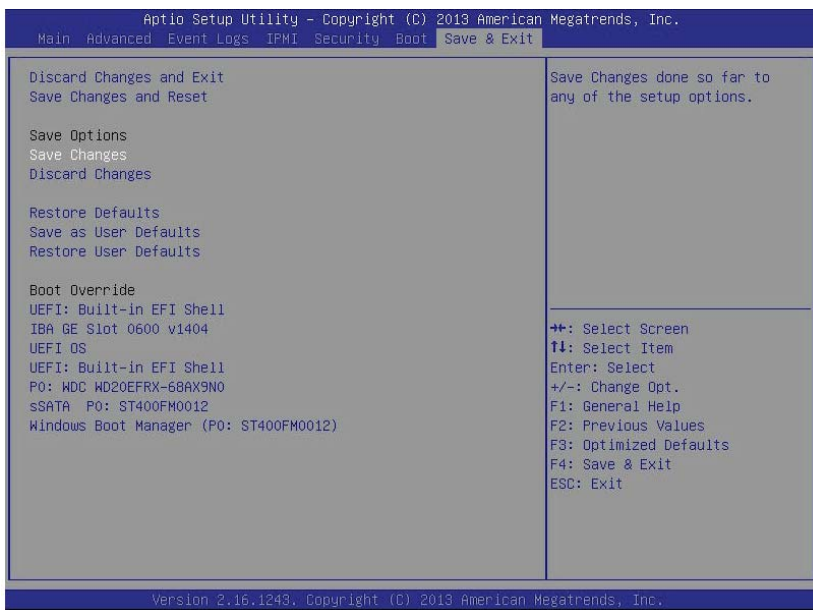 Aptio Setup Utility – Copyright (C) 2013 American Megatrends, Inc.
Main Advanced Event Logs IPMI Security Boot Save & Exit
Discard Changes and Exit
Save Changes and Reset
Save Options
Save Changes
Discard Changes
Restore Defaults
Save as User Defaults
Restore User Defaults
Boot Override
UEFI: Built-in EFI Shell
IBA GE Slot 0600 v1404
UEFI OS
UEFI: Built-in EFI Shell
P0: WDC WD20EFRX-68AX9N0
sSATA P0: ST400FM0012
Windows Boot Manager (P0: ST400FM0012)
Save Changes done so far to
any of the setup options.
→←: Select Screen
↑↓: Select Item
Enter: Select
+/-: Change Opt.
F1: General Help
F2: Previous Values
F3: Optimized Defaults
F4: Save & Exit
ESC: Exit
Version 2.16.1243. Copyright (C) 2013 American Megatrends, Inc.